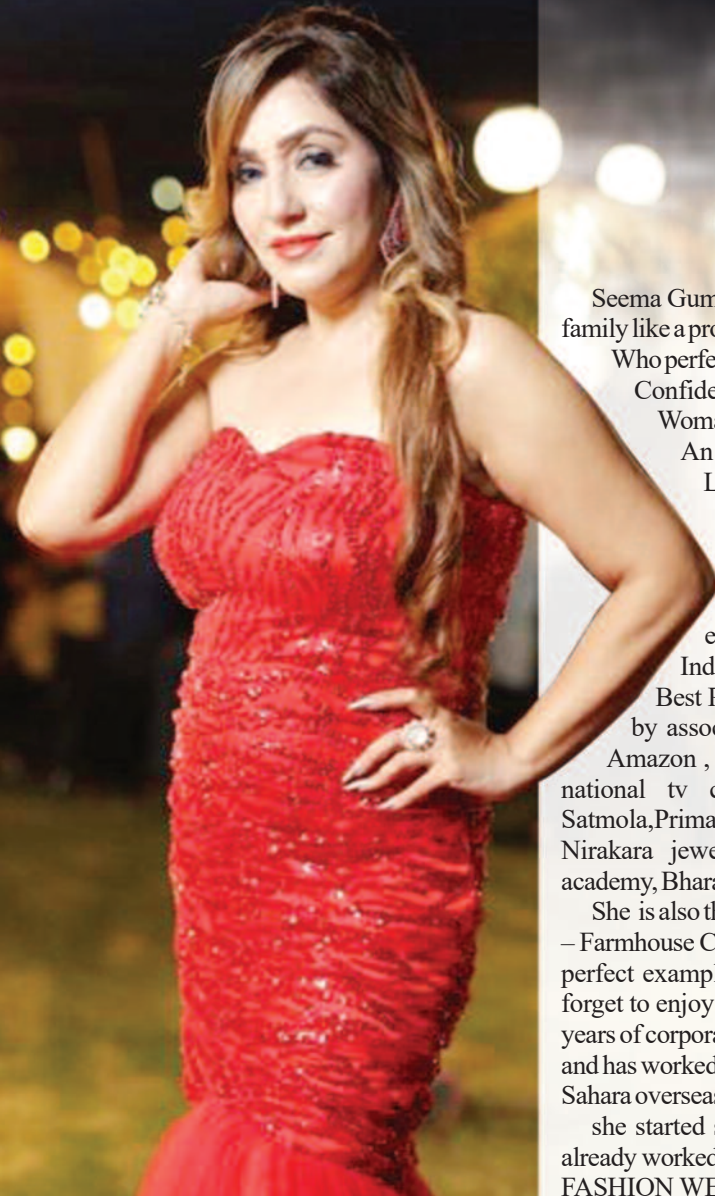 Seema Gum
family like a pro
Who perfe
Confide
Woma
An
L
e
Ind
Best
by assoc
Amazon ,
national tv c
Satmola,Prima
Nirakara jewe
academy, Bhara
She is also th
– Farmhouse C
perfect exampl
forget to enjoy
years of corpora
and has worked
Sahara overseas
she started s
already worked
FASHION WE